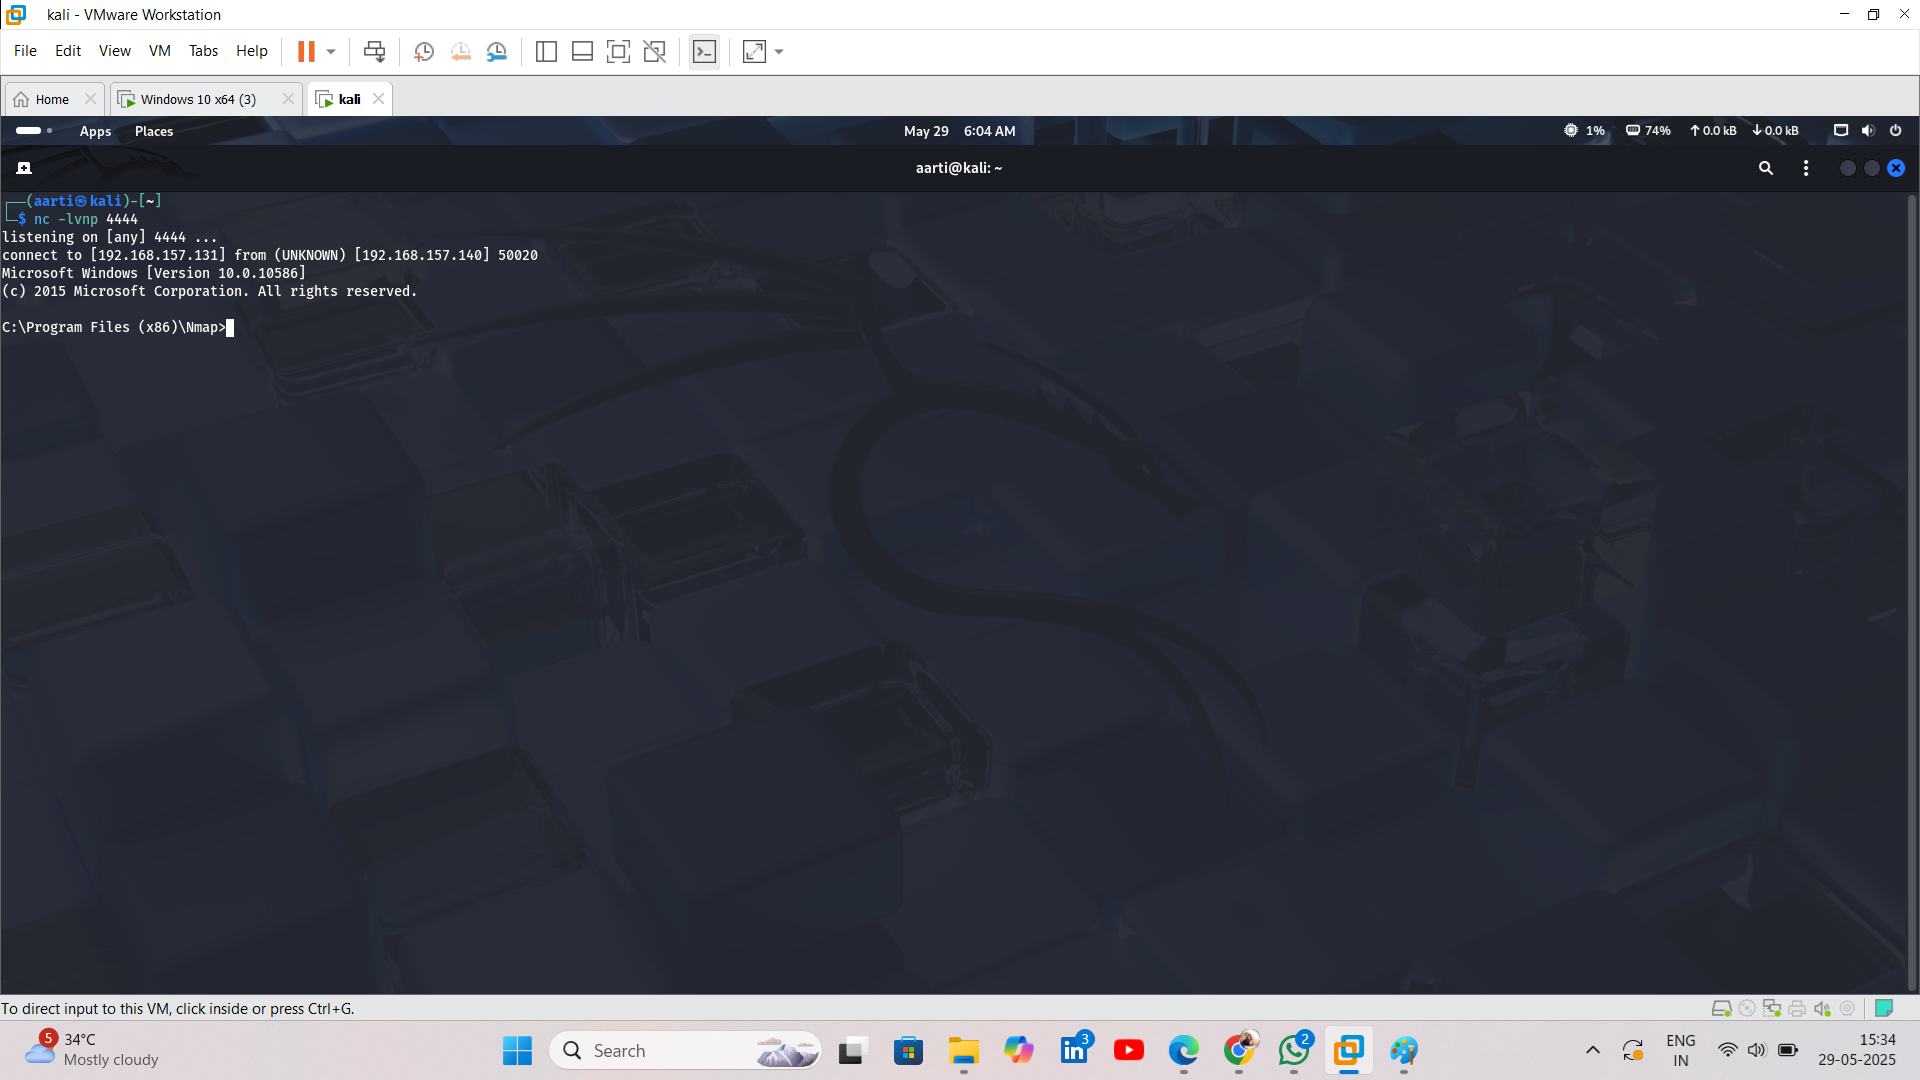 kali - VMware Workstation
File Edit View VM Tabs Help
Home Windows 10 x64 (3) kali
Apps Places May 29 6:04 AM 1% 74% 0.0 kB 0.0 kB
aarti@kali: ~
(aarti㉿kali)-[~]
$ nc -lvnp 4444
listening on [any] 4444 ...
connect to [192.168.157.131] from (UNKNOWN) [192.168.157.140] 50020
Microsoft Windows [Version 10.0.10586]
(c) 2015 Microsoft Corporation. All rights reserved.
C:\Program Files (x86)\Nmap>
To direct input to this VM, click inside or press Ctrl+G.
5 34°C
Mostly cloudy
Search
3
2
ENG
IN
15:34
29-05-2025